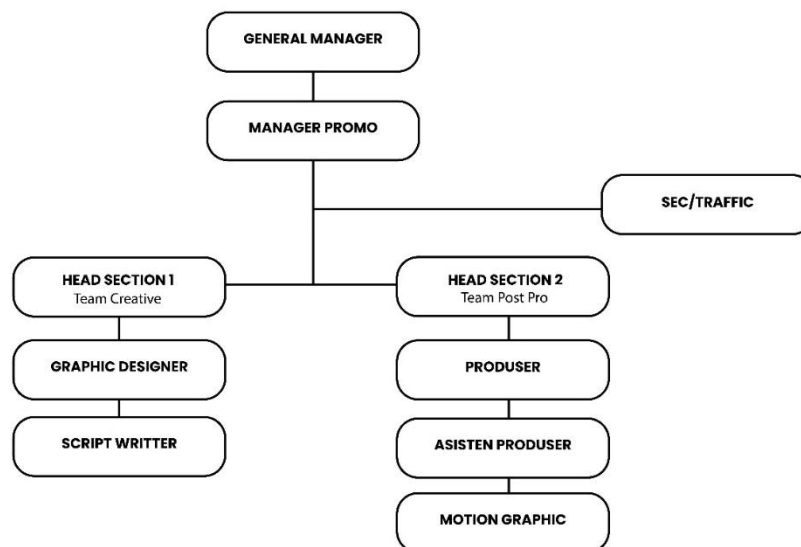 GENERAL MANAGER
MANAGER PROMO
SEC/TRAFFIC
HEAD SECTION 1
Team Creative
HEAD SECTION 2
Team Post Pro
GRAPHIC DESIGNER
PRODUSER
SCRIPT WRITTER
ASISTEN PRODUSER
MOTION GRAPHIC